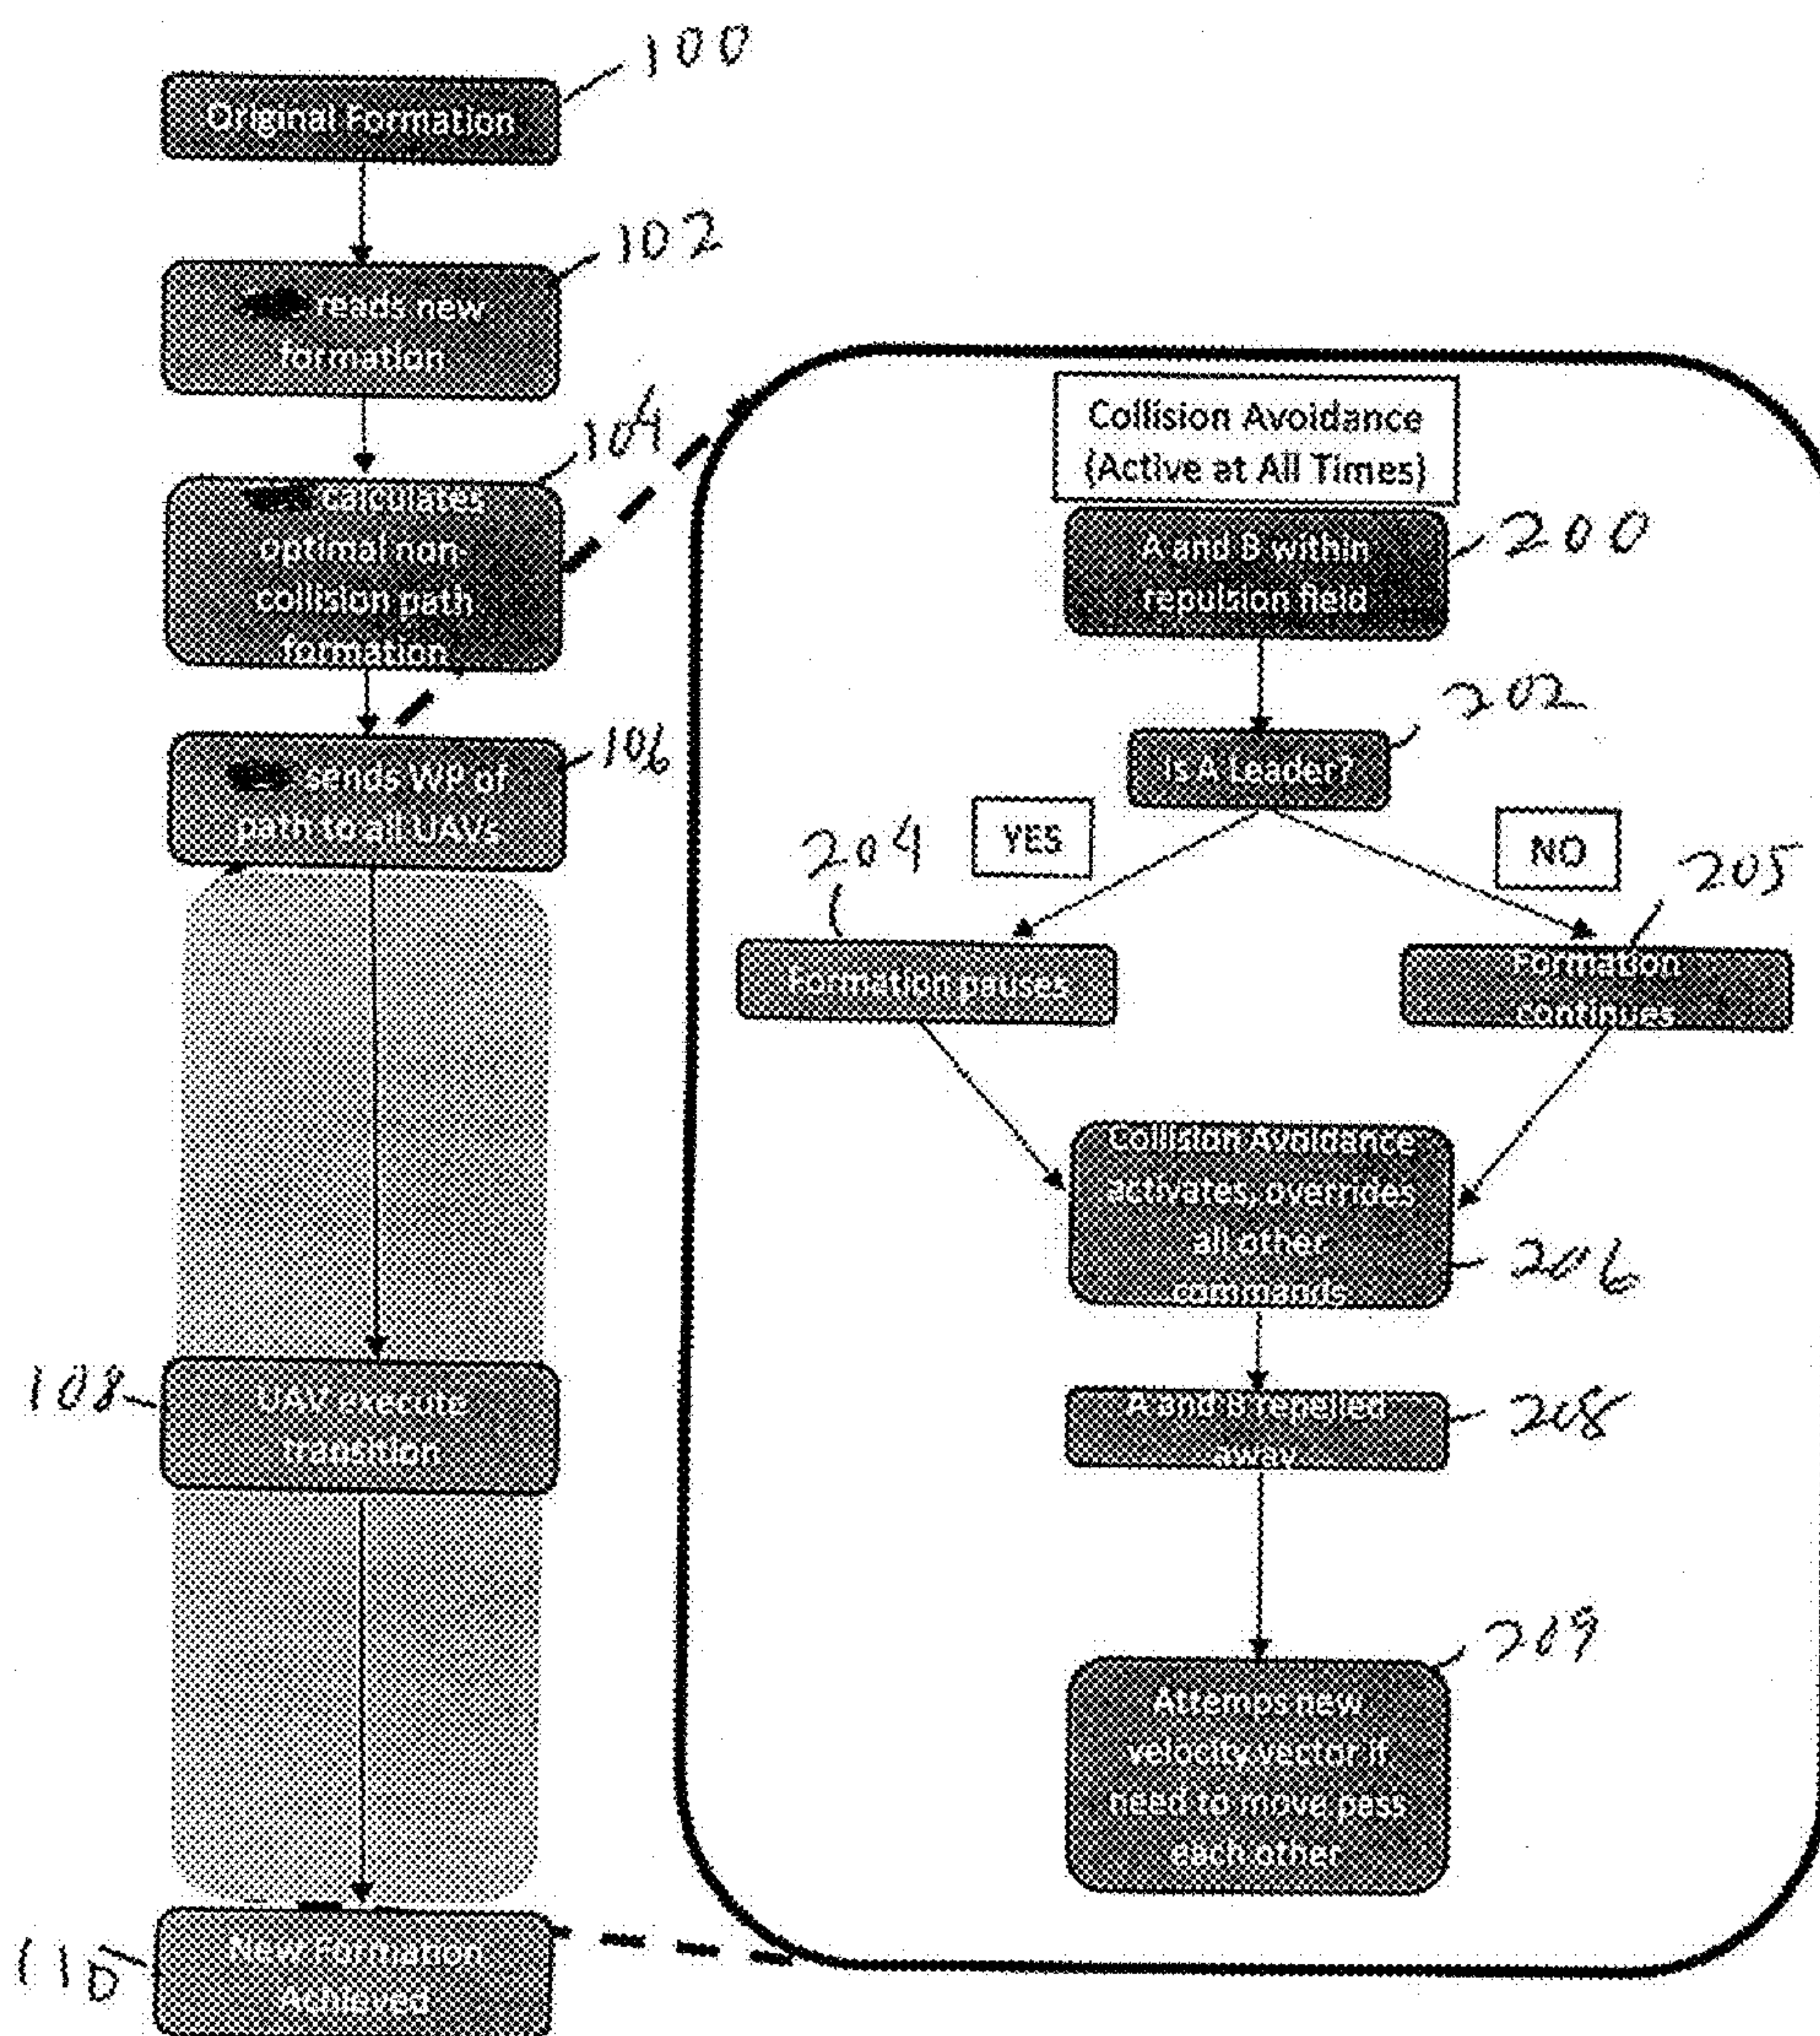 100
Original Formation
102
reads new
formation
104
calculates
optimal non-
collision path
formation
106
sends WP of
path to all UAVs
108
UAV execute
transition
110
New Formation
Achieved
Collision Avoidance
(Active at All Times)
200
A and B within
repulsion field
202
Is A Leader?
YES
NO
204
Formation pauses
205
Formation
continues
Collision Avoidance
activates, overrides
all other
commands
206
A and B repelled
away
208
209
Attemps new
velocity vector if
need to move pass
each other